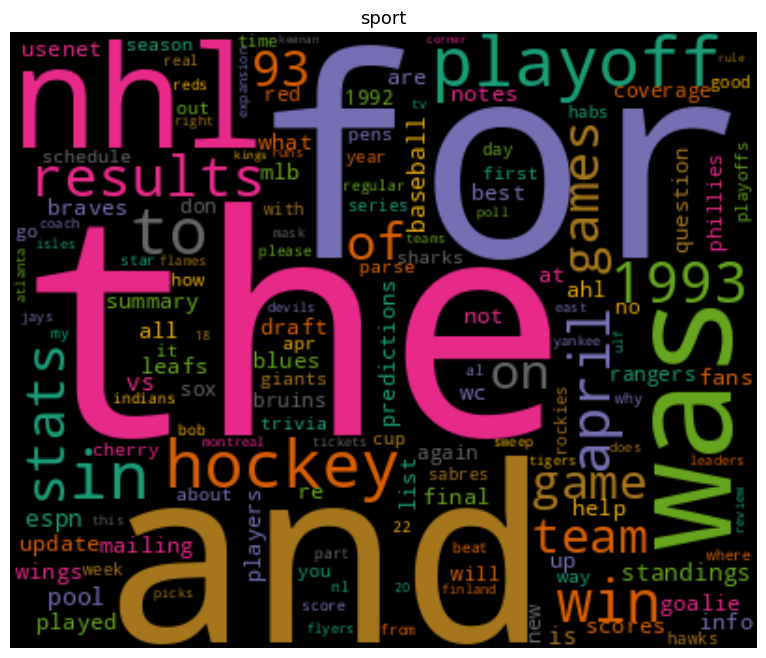 sport
usenet
season
time
keenan
corner
rule
nhl
real
reds
out
right
expansion
93
red
1992
are
tv
for
playoff
notes
coverage
good
habs
schedule
kings
runs
what
mlb
pens
year
regular
series
baseball
day
first
best
poll
games
question
phillies
playoffs
results
braves
don
with
mask
please
go
coach
isles
to
star
flames
of
parse
teams
sharks
atlanta
how
the
at
ahl
1993
no
jays
my
summary
all
18
it
leafs
devils
draft
apr
blues
giants
predictions
not
al
wc
on
east
yankee
april
ulf
rangers
fans
why
was
stats
vs
indians
sox
bruins
trivia
bob
cherry
montreal
tickets
cup
again
sweep
rockies
tigers
does
leaders
in
hockey
list
sabres
final
game
help
review
espn
this
about
re
players
22
and
team
update
mailing
wings
week
part
you
nl
beat
will
finland
up
way
where
standings
pool
picks
score
20
played
flyers
from
new
win
is
scores
goalie
info
hawks